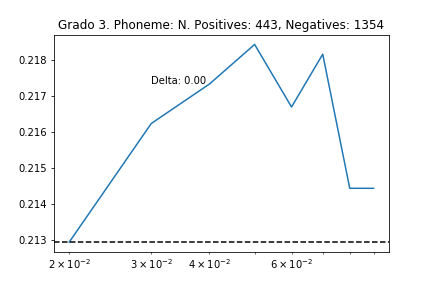 Grado 3. Phoneme: N. Positives: 443, Negatives: 1354
0.218
Delta: 0.00
0.217
0.216
0.215
0.214
0.213
2 × 10⁻² 3 × 10⁻² 4 × 10⁻² 6 × 10⁻²